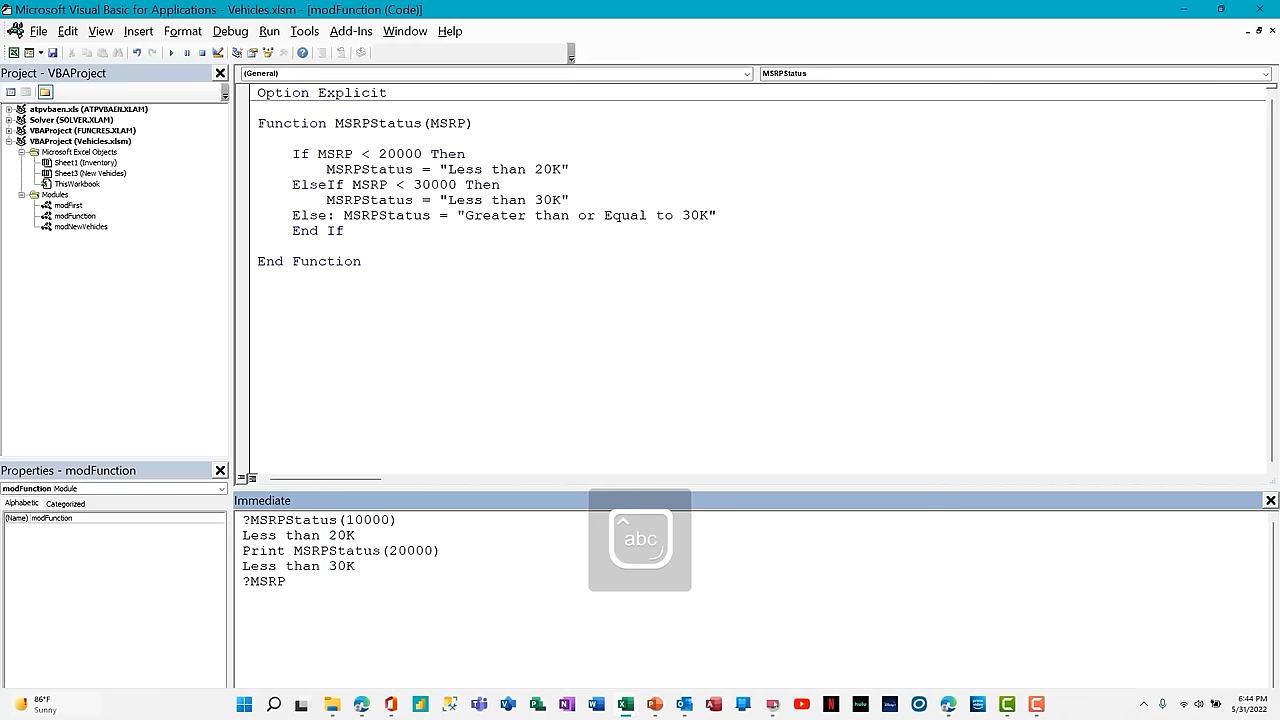 Microsoft Visual Basic for Applications - Vehicles.xlsm - [modFunction (Code)]
File Edit View Insert Format Debug Run Tools Add-Ins Window Help
Project - VBAProject
(General)
MSRPStatus
atpvbaen.xls (ATPVBAEN.XLAM)
Solver (SOLVER.XLAM)
VBAProject (FUNCRES.XLAM)
VBAProject (Vehicles.xlsm)
Microsoft Excel Objects
Sheet1 (Inventory)
Sheet3 (New Vehicles)
ThisWorkbook
Modules
modFirst
modFunction
modNewVehicles
Option Explicit
Function MSRPStatus(MSRP)
If MSRP < 20000 Then
MSRPStatus = "Less than 20K"
ElseIf MSRP < 30000 Then
MSRPStatus = "Less than 30K"
Else: MSRPStatus = "Greater than or Equal to 30K"
End If
End Function
Properties - modFunction
modFunction Module
Alphabetic Categorized
(Name) modFunction
Immediate
?MSRPStatus(10000)
Less than 20K
Print MSRPStatus(20000)
Less than 30K
?MSRP
abc
86°F
Sunny
hulu
6:44 PM
5/31/2022